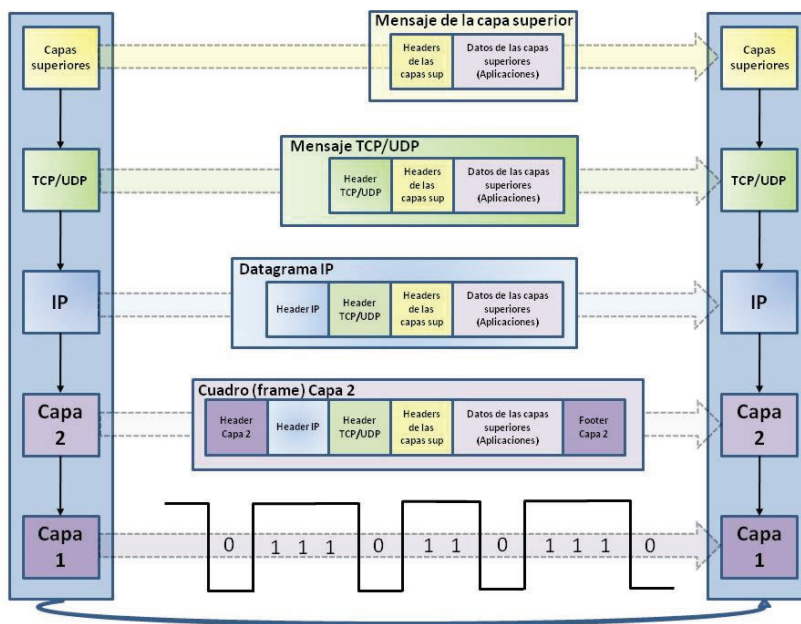 Mensaje de la capa superior
Capas
superiores
Headers
de las
capas sup
Datos de las capas
superiores
(Aplicaciones)
Capas
superiores
Mensaje TCP/UDP
TCP/UDP
Header
TCP/UDP
Headers
de las
capas sup
Datos de las capas
superiores
(Aplicaciones)
TCP/UDP
Datagrama IP
IP
Header IP
Header
TCP/UDP
Headers
de las
capas sup
Datos de las capas
superiores
(Aplicaciones)
IP
Cuadro (frame) Capa 2
Capa
2
Header
Capa 2
Header IP
Header
TCP/UDP
Headers
de las
capas sup
Datos de las capas
superiores
(Aplicaciones)
Footer
Capa 2
Capa
2
Capa
1
0 1 1 1 0 1 1 0 1 1 1 0
Capa
1